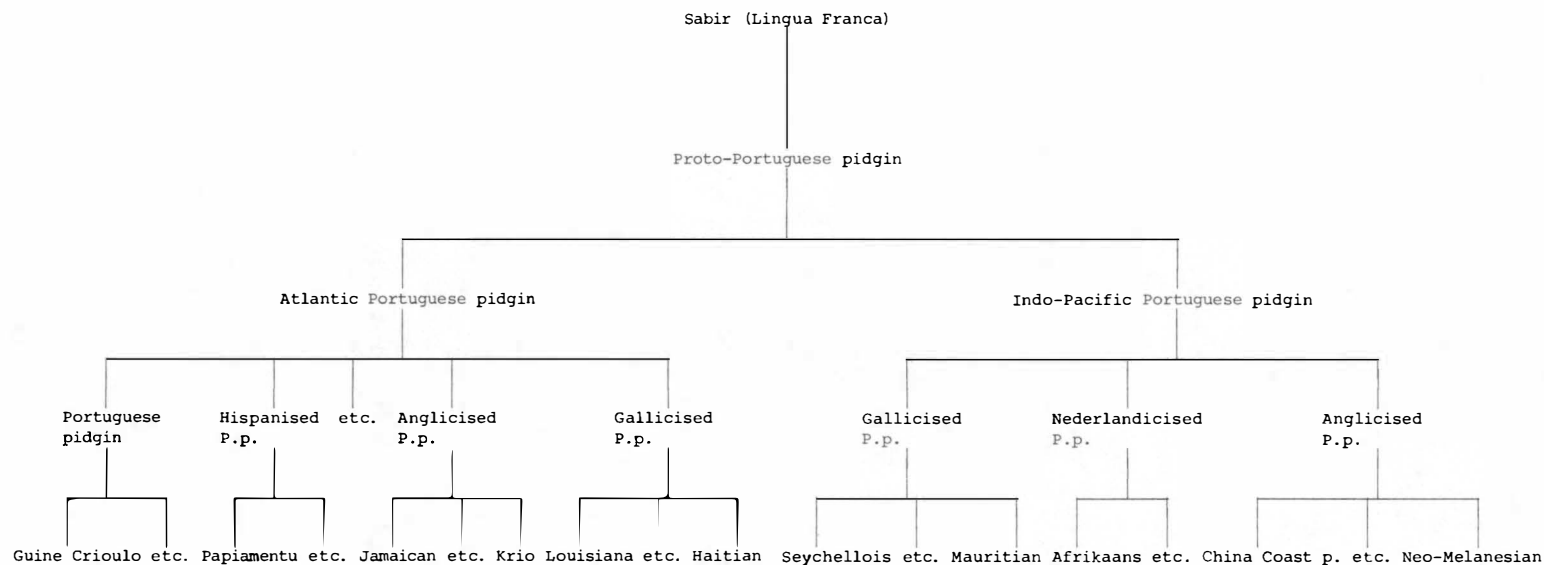 Sabir (Lingua Franca)
Proto-Portuguese pidgin
Atlantic Portuguese pidgin Indo-Pacific Portuguese pidgin
Portuguese Hispanised etc. Anglicised Gallicised Gallicised Nederlandicised Anglicised
pidgin P.p. P.p. P.p. P.p. P.p. P.p.
Guine Crioulo etc. Papiamentu etc. Jamaican etc. Krio Louisiana etc. Haitian Seychellois etc. Mauritian Afrikaans etc. China Coast p. etc. Neo-Melanesian